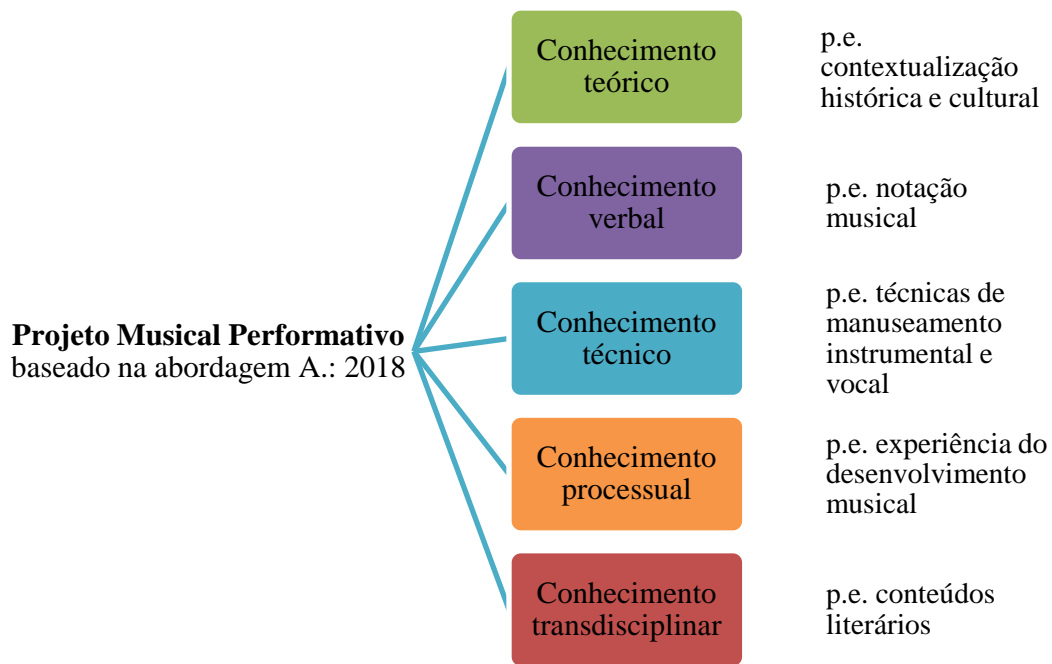 Projeto Musical Performativo
baseado na abordagem A.: 2018
Conhecimento
teórico
p.e.
contextualização
histórica e cultural
Conhecimento
verbal
p.e. notação
musical
Conhecimento
técnico
p.e. técnicas de
manuseamento
instrumental e
vocal
Conhecimento
processual
p.e. experiência do
desenvolvimento
musical
Conhecimento
transdisciplinar
p.e. conteúdos
literários